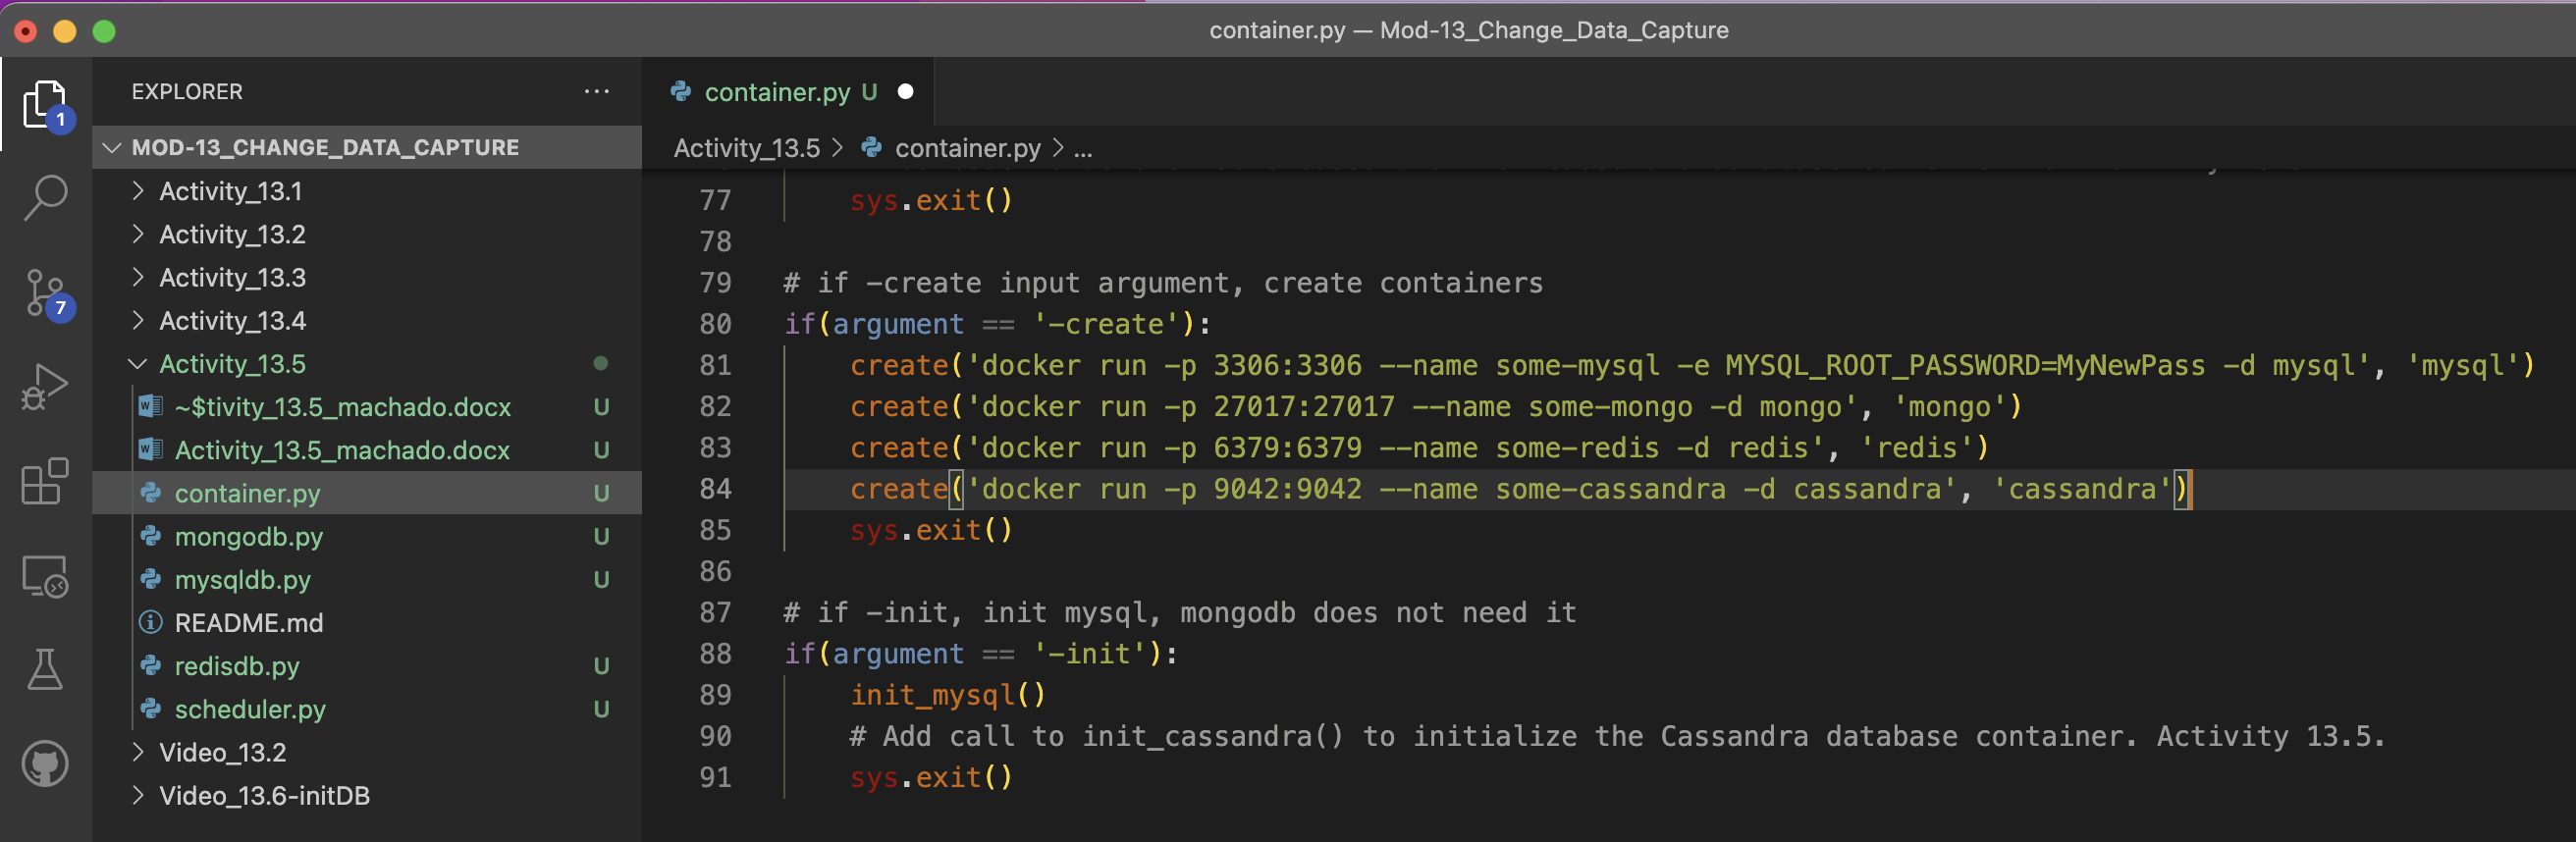 container.py — Mod-13_Change_Data_Capture
EXPLORER
container.py U
MOD-13_CHANGE_DATA_CAPTURE
Activity_13.5 > container.py > ...
1
7
Activity_13.1
Activity_13.2
Activity_13.3
Activity_13.4
Activity_13.5
~$tivity_13.5_machado.docx U
Activity_13.5_machado.docx U
container.py U
mongodb.py U
mysqldb.py U
README.md
redisdb.py U
scheduler.py U
Video_13.2
Video_13.6-initDB
77 sys.exit()
78
79 # if -create input argument, create containers
80 if(argument == '-create'):
81 create('docker run -p 3306:3306 --name some-mysql -e MYSQL_ROOT_PASSWORD=MyNewPass -d mysql', 'mysql')
82 create('docker run -p 27017:27017 --name some-mongo -d mongo', 'mongo')
83 create('docker run -p 6379:6379 --name some-redis -d redis', 'redis')
84 create('docker run -p 9042:9042 --name some-cassandra -d cassandra', 'cassandra')
85 sys.exit()
86
87 # if -init, init mysql, mongodb does not need it
88 if(argument == '-init'):
89 init_mysql()
90 # Add call to init_cassandra() to initialize the Cassandra database container. Activity 13.5.
91 sys.exit()